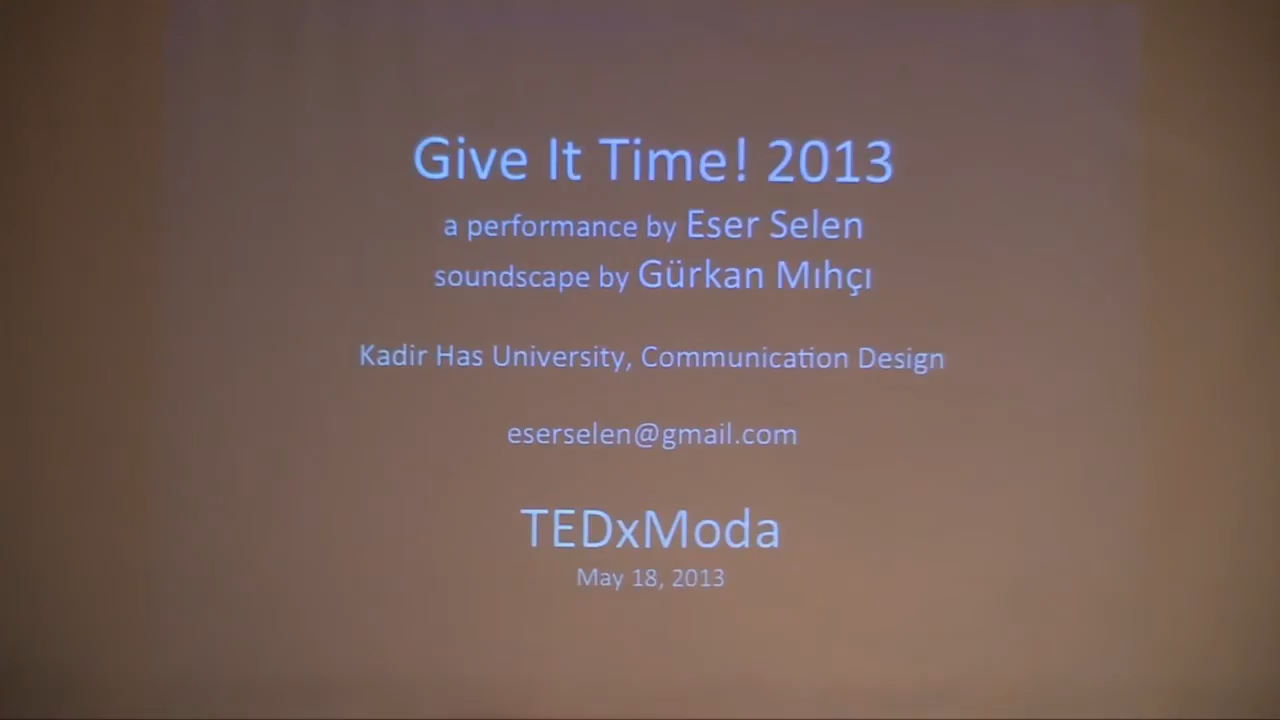 Give It Time! 2013
a performance by Eser Selen
soundscape by Gürkan Mıhçı
Kadir Has University, Communication Design
eserselen@gmail.com
TEDxModa
May 18, 2013